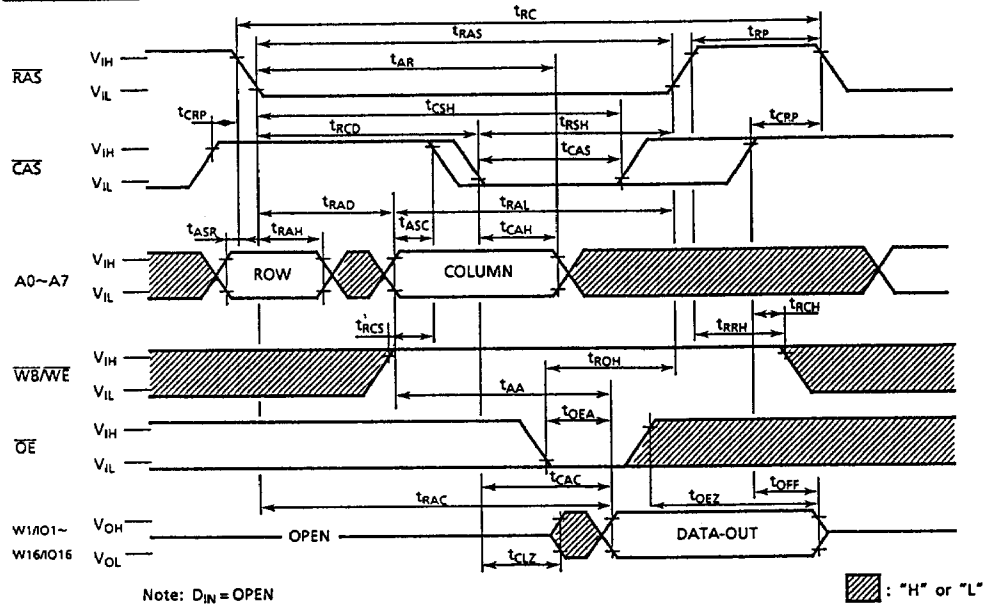 tRC
tRAS
tRP
tAR
RAS
VIH
VIL
tCRP
tCSH
tRCD
tRSH
tCRP
CAS
VIH
VIL
tCAS
tRAD
tRAL
tASR
tRAH
tASC
tCAH
A0~A7
VIH
VIL
ROW
COLUMN
tRCH
tRCS
tRRH
WB/WE
VIH
VIL
tROH
tAA
tOEA
OE
VIH
VIL
tCAC
tRAC
tOEZ
tOFF
W1/IO1~
W16/IO16
VOH
VOL
OPEN
DATA-OUT
tCLZ
Note: DIN = OPEN
: "H" or "L"